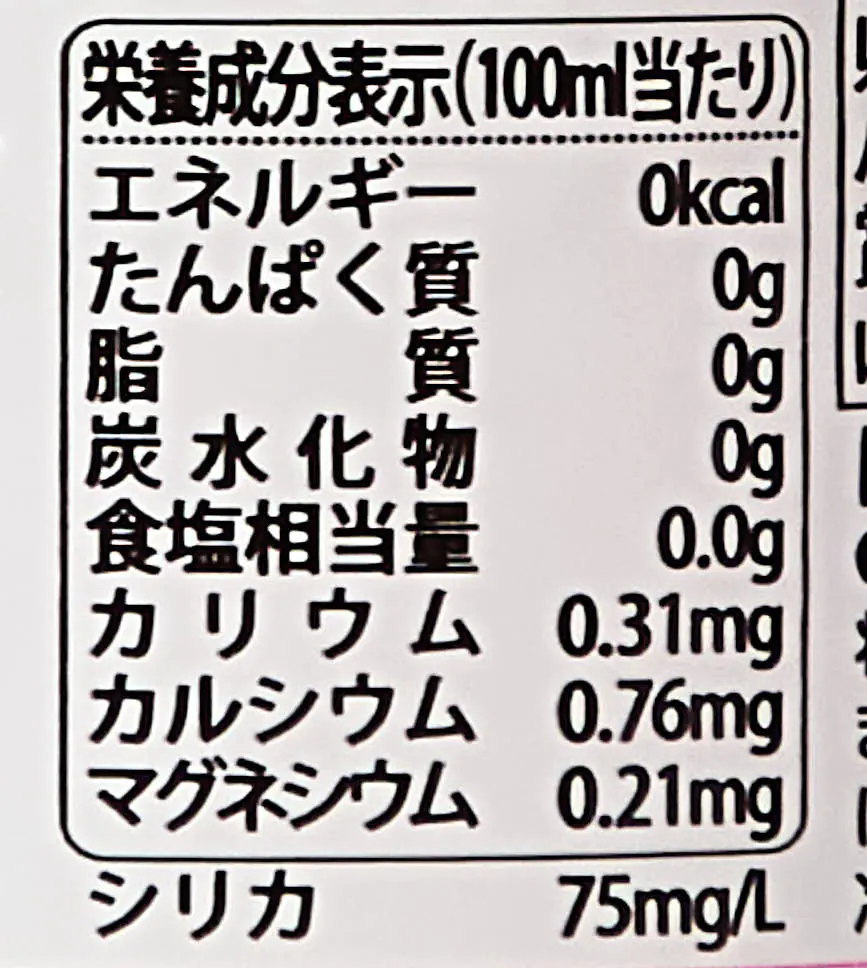 栄養成分表示(100ml当たり)
エネルギー 0kcal
たんぱく質 0g
脂質 0g
炭水化物 0g
食塩相当量 0.0g
カリウム 0.31mg
カルシウム 0.76mg
マグネシウム 0.21mg
シリカ 75mg/L